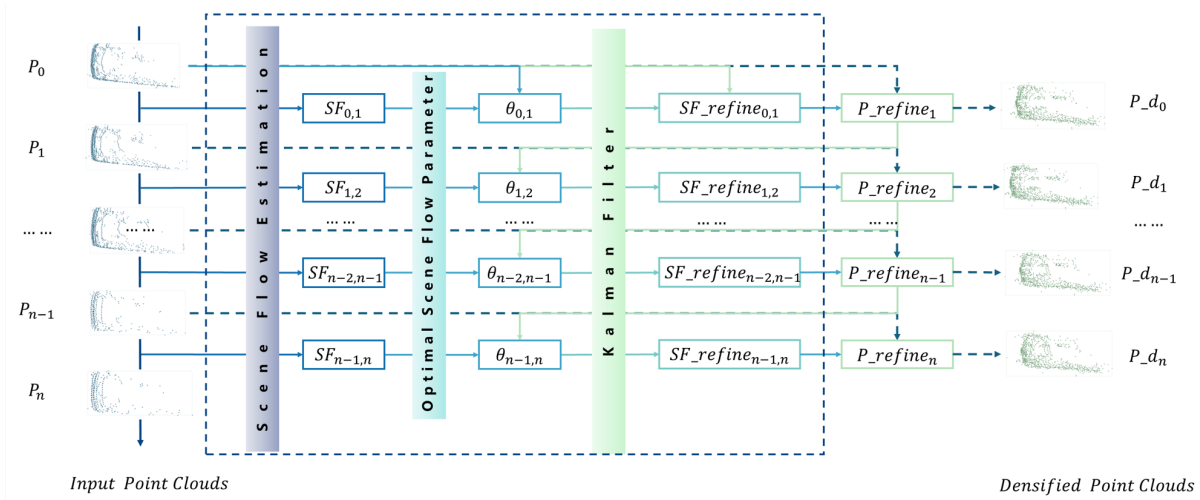 Scene Flow Estimation
Optimal Scene Flow Parameter
Kalman Filter
P_0
SF_{0,1}
θ_{0,1}
SF_refine_{0,1}
P_refine_1
P_d_0
P_1
SF_{1,2}
θ_{1,2}
SF_refine_{1,2}
P_refine_2
P_d_1
... ...
... ...
... ...
... ...
... ...
... ...
... ...
SF_{n-2,n-1}
θ_{n-2,n-1}
SF_refine_{n-2,n-1}
P_refine_{n-1}
P_d_{n-1}
P_{n-1}
SF_{n-1,n}
θ_{n-1,n}
SF_refine_{n-1,n}
P_refine_n
P_d_n
P_n
Input Point Clouds
Densified Point Clouds